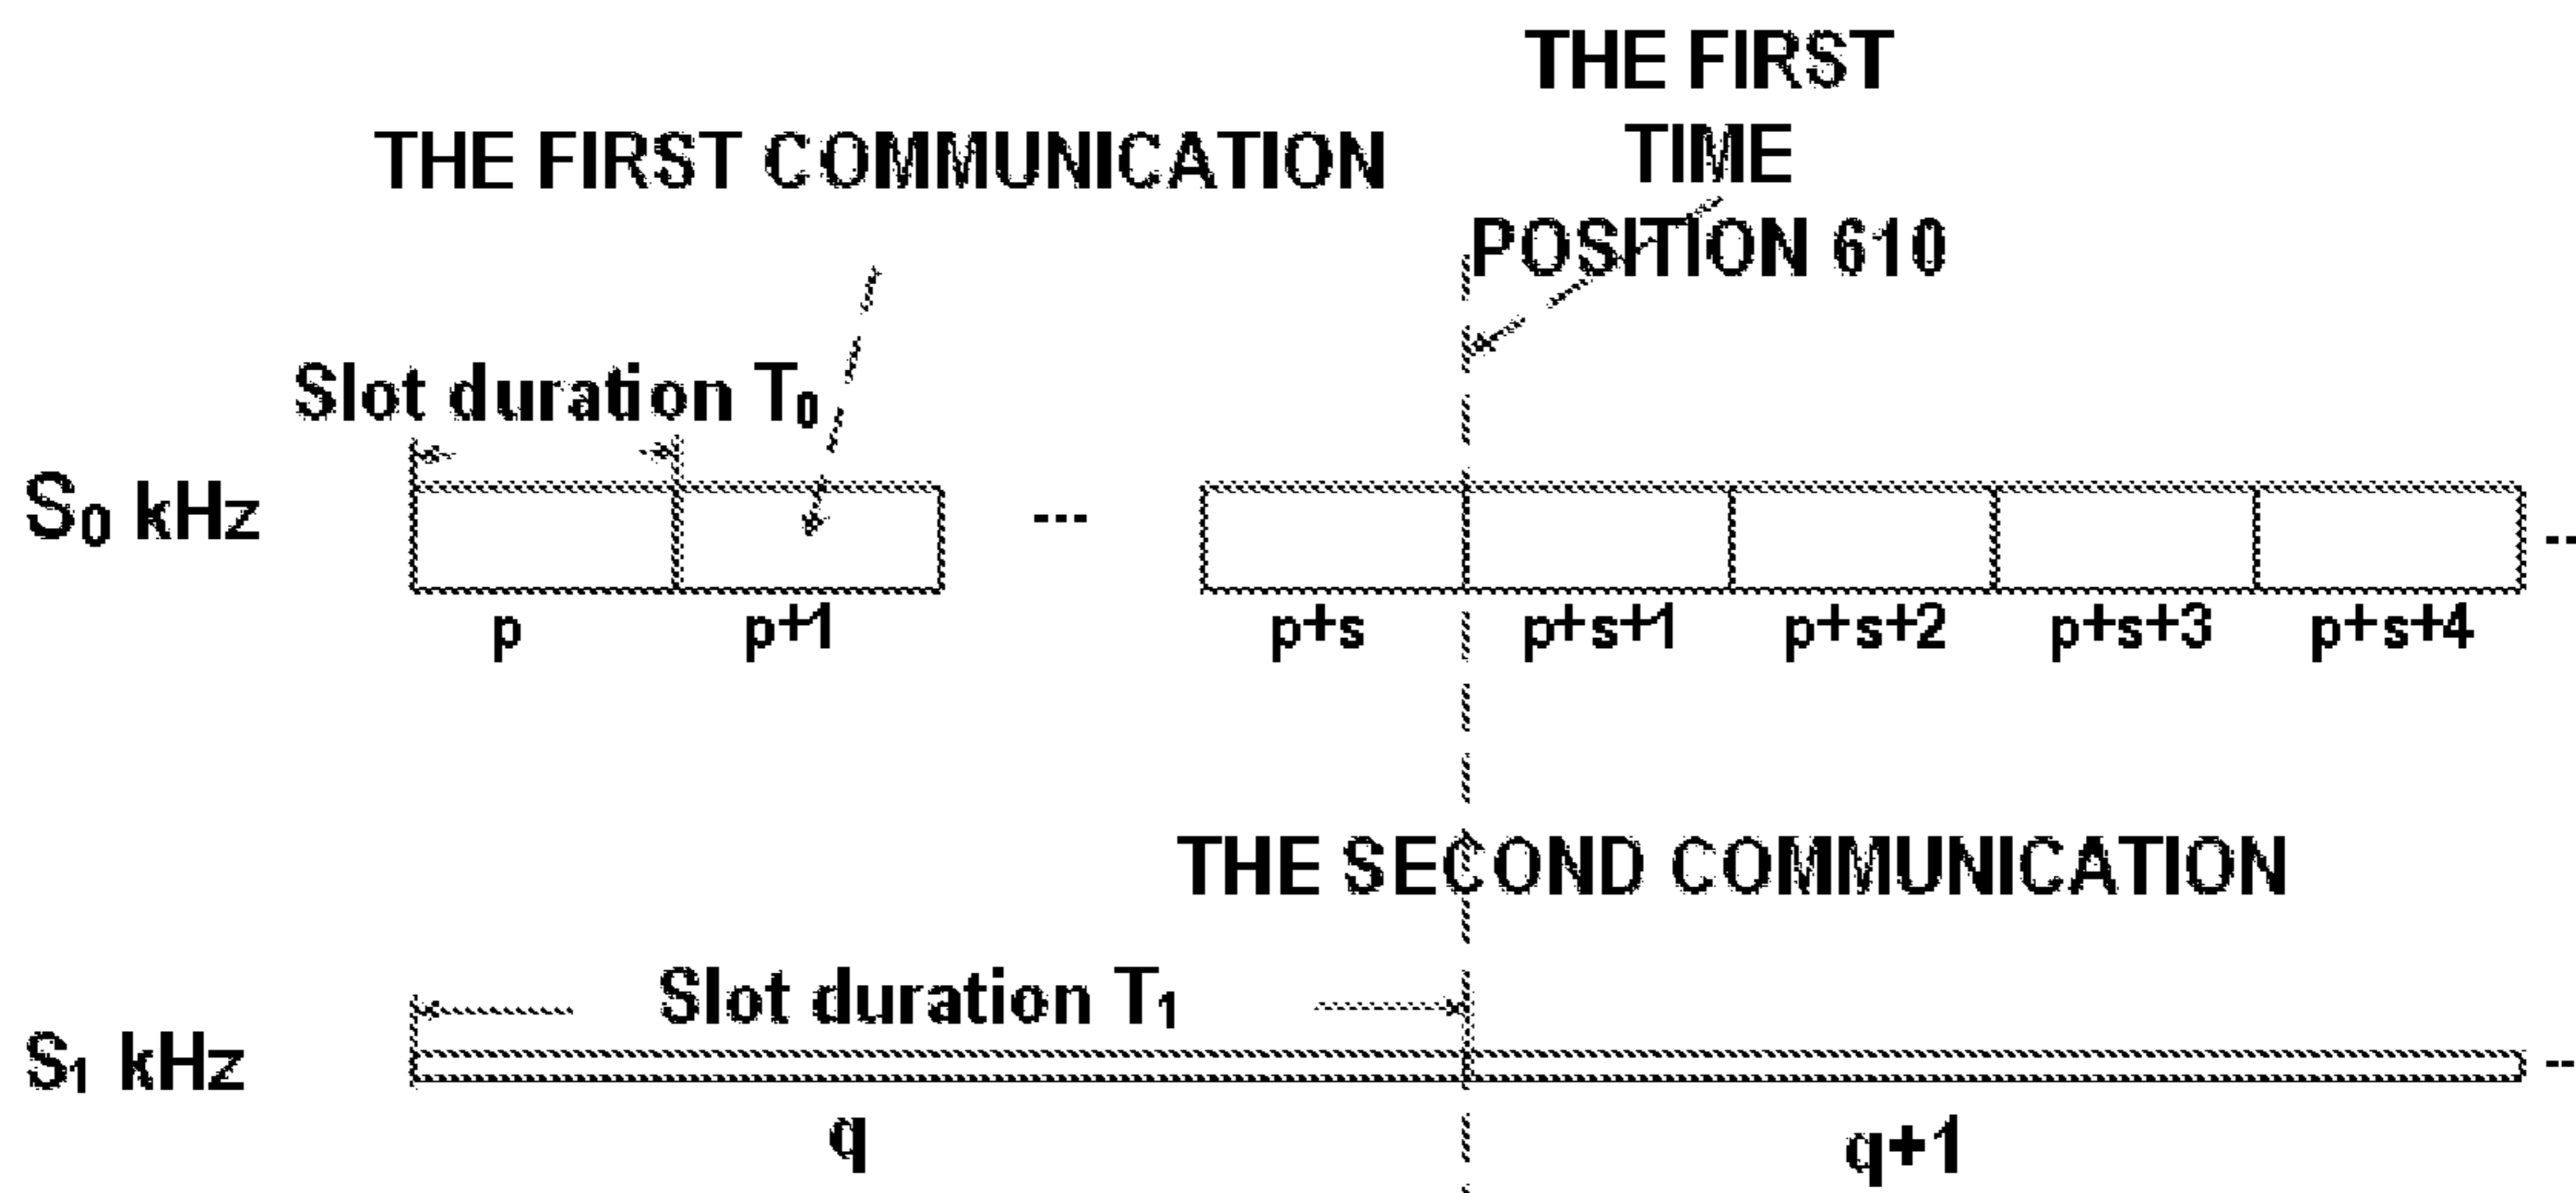 THE FIRST
TIME
POSITION 610
THE FIRST COMMUNICATION
Slot duration T₀
S₀ kHz
---
--
p
p+1
p+s
p+s+1
p+s+2
p+s+3
p+s+4
THE SECOND COMMUNICATION
Slot duration T₁
S₁ kHz
--
q
q+1